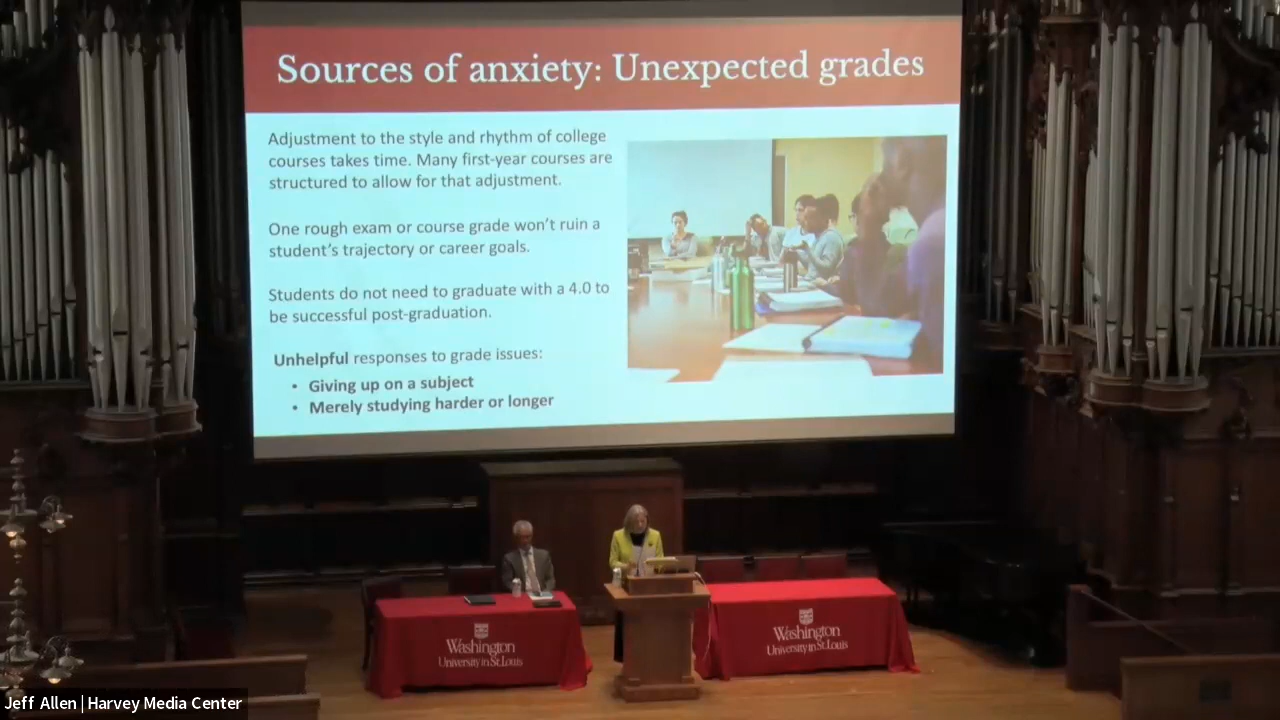 Sources of anxiety: Unexpected grades
Adjustment to the style and rhythm of college
courses takes time. Many first-year courses are
structured to allow for that adjustment.
One rough exam or course grade won't ruin a
student's trajectory or career goals.
Students do not need to graduate with a 4.0 to
be successful post-graduation.
Unhelpful responses to grade issues:
• Giving up on a subject
• Merely studying harder or longer
Washington
University in St. Louis
Washington
University in St. Louis
Jeff Allen | Harvey Media Center